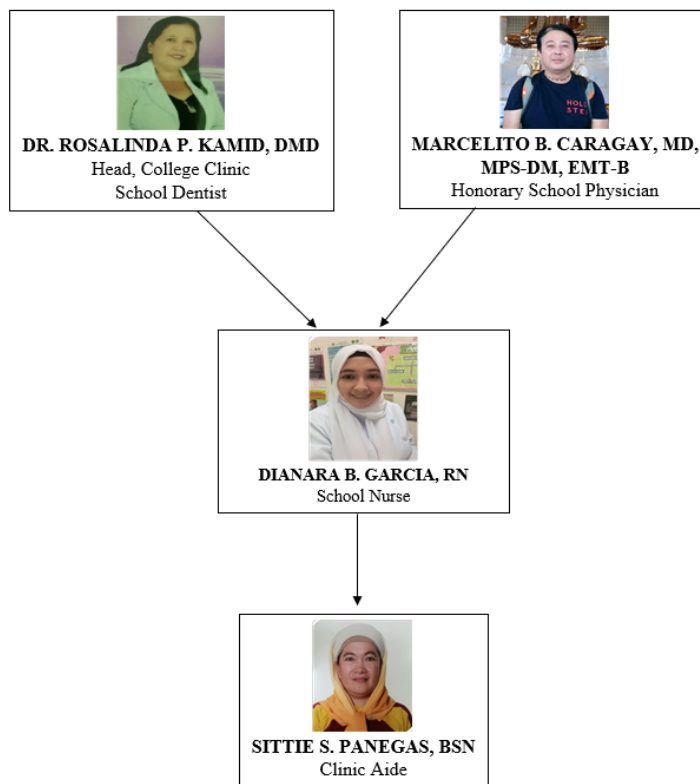 DR. ROSALINDA P. KAMID, DMD
Head, College Clinic
School Dentist
MARCELITO B. CARAGAY, MD,
MPS-DM, EMT-B
Honorary School Physician
DIANARA B. GARCIA, RN
School Nurse
SITTIE S. PANEGAS, BSN
Clinic Aide